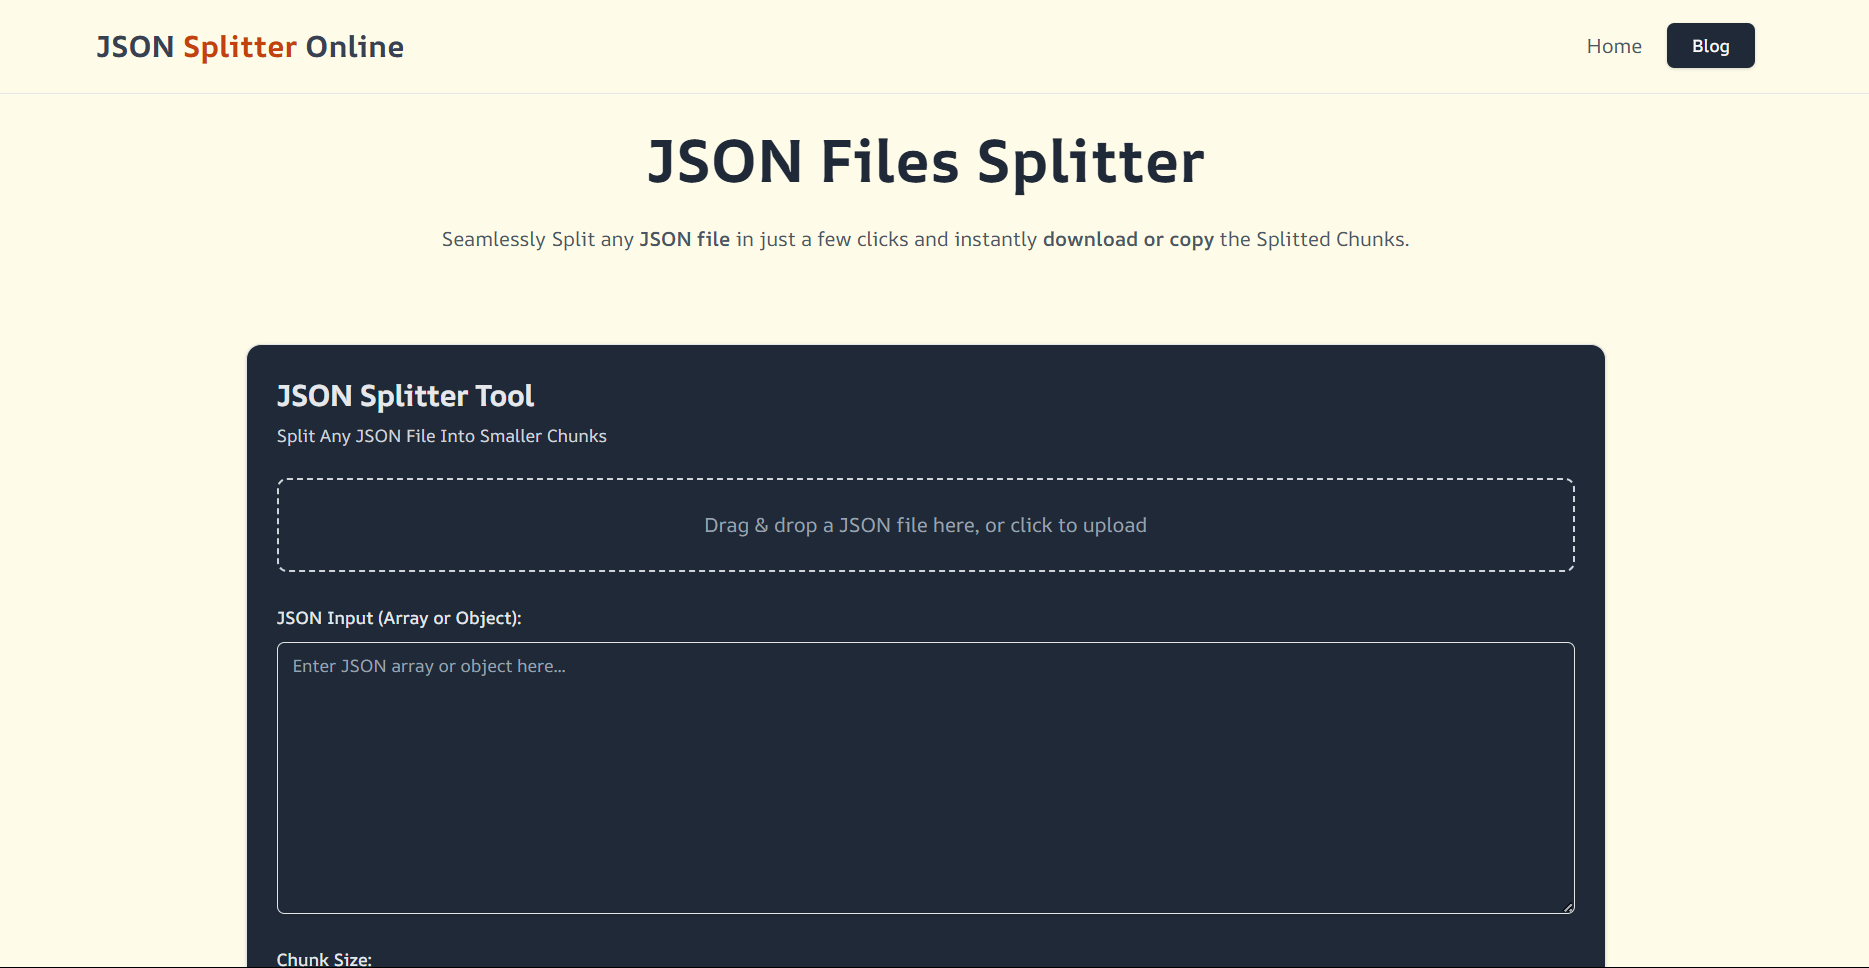 JSON Splitter Online
Home
Blog
JSON Files Splitter
Seamlessly Split any JSON file in just a few clicks and instantly download or copy the Splitted Chunks.
JSON Splitter Tool
Split Any JSON File Into Smaller Chunks
Drag & drop a JSON file here, or click to upload
JSON Input (Array or Object):
Enter JSON array or object here...
Chunk Size: